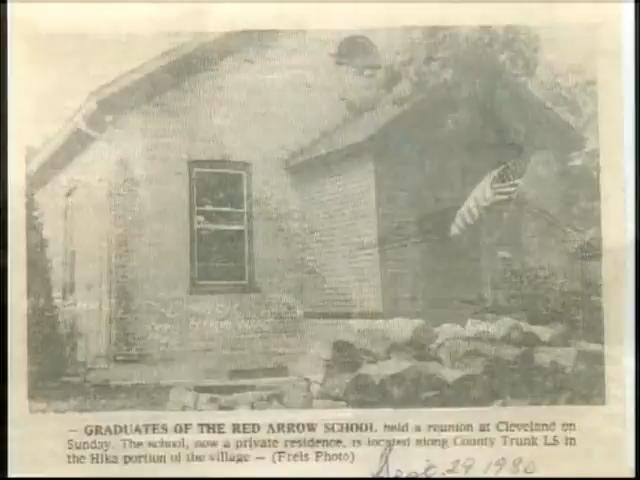 — GRADUATES OF THE RED ARROW SCHOOL held a reunion at Cleveland on
Sunday. The school, now a private residence, is located along County Trunk LS in
the Hika portion of the village — (Freis Photo)
Sept. 29 1980